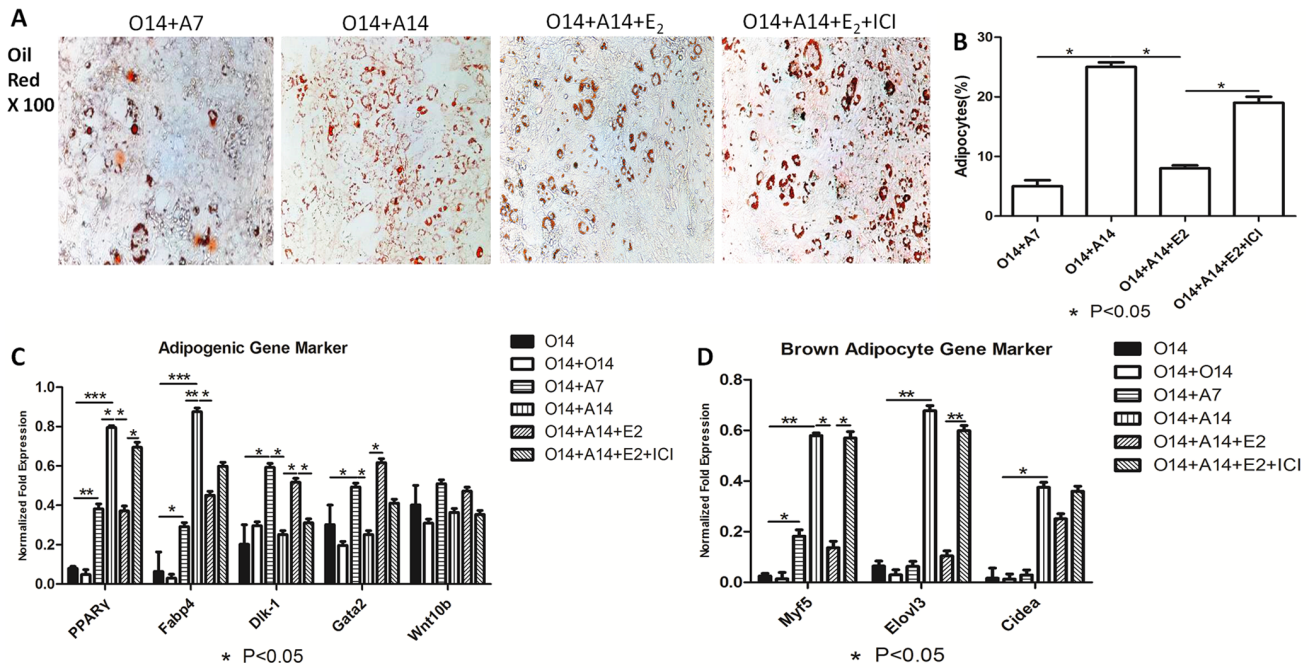 A
O14+A7
O14+A14
O14+A14+E2
O14+A14+E2+ICI
Oil
Red
X 100
B
Adipocytes(%)
30
20
10
0
O14+A7
O14+A14
O14+A14+E2
O14+A14+E2+ICI
*
*
*
* P<0.05
C
Adipogenic Gene Marker
Normalized Fold Expression
1.0
0.8
0.6
0.4
0.2
0.0
***
***
* *
** *
*
**
*
* *
* *
* *
*
PPARγ
Fabp4
Dlk-1
Gata2
Wnt10b
* P<0.05
O14
O14+O14
O14+A7
O14+A14
O14+A14+E2
O14+A14+E2+ICI
D
Brown Adipocyte Gene Marker
Normalized Fold Expression
0.8
0.6
0.4
0.2
0.0
**
*
*
*
**
**
*
Myf5
Elovl3
Cidea
* P<0.05
O14
O14+O14
O14+A7
O14+A14
O14+A14+E2
O14+A14+E2+ICI